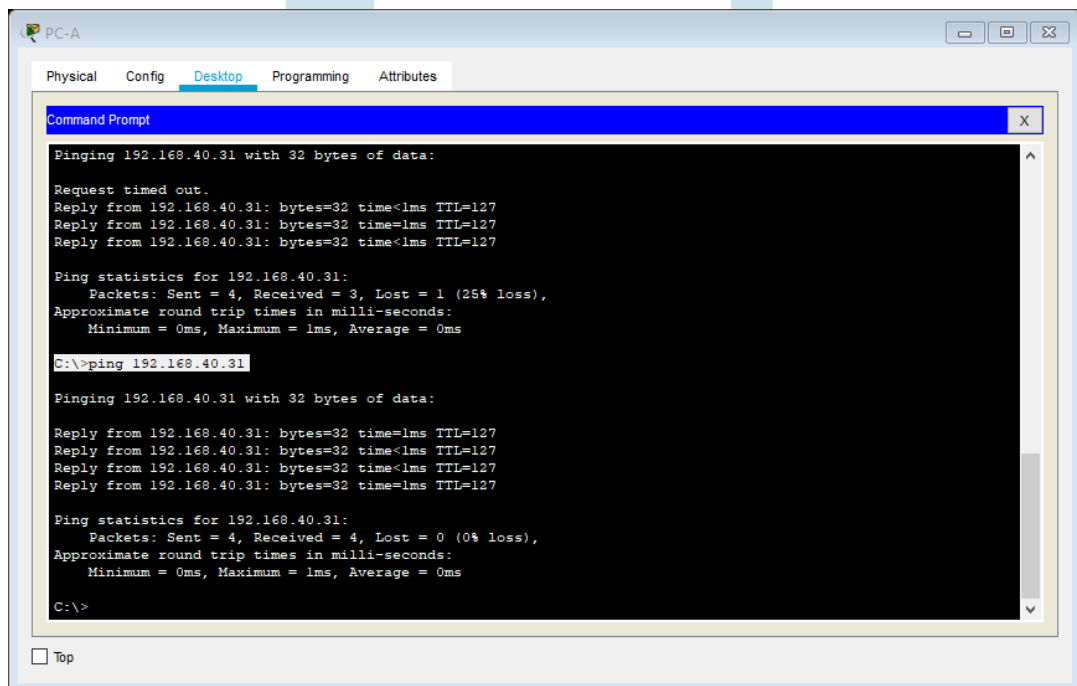 PC-A
Physical Config Desktop Programming Attributes
Command Prompt
X
Pinging 192.168.40.31 with 32 bytes of data:
Request timed out.
Reply from 192.168.40.31: bytes=32 time<1ms TTL=127
Reply from 192.168.40.31: bytes=32 time=1ms TTL=127
Reply from 192.168.40.31: bytes=32 time<1ms TTL=127
Ping statistics for 192.168.40.31:
Packets: Sent = 4, Received = 3, Lost = 1 (25% loss),
Approximate round trip times in milli-seconds:
Minimum = 0ms, Maximum = 1ms, Average = 0ms
C:\>ping 192.168.40.31
Pinging 192.168.40.31 with 32 bytes of data:
Reply from 192.168.40.31: bytes=32 time=1ms TTL=127
Reply from 192.168.40.31: bytes=32 time<1ms TTL=127
Reply from 192.168.40.31: bytes=32 time<1ms TTL=127
Reply from 192.168.40.31: bytes=32 time=1ms TTL=127
Ping statistics for 192.168.40.31:
Packets: Sent = 4, Received = 4, Lost = 0 (0% loss),
Approximate round trip times in milli-seconds:
Minimum = 0ms, Maximum = 1ms, Average = 0ms
C:\>
Top